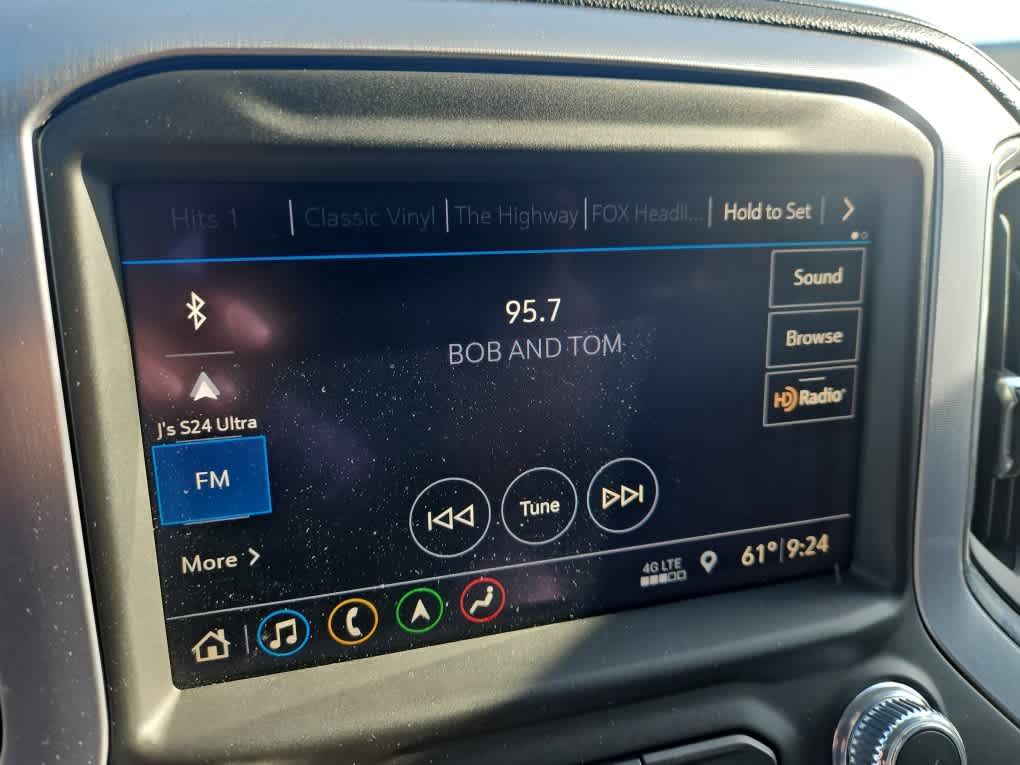 Hits 1
Classic Vinyl
The Highway
FOX Headli...
Hold to Set
95.7
BOB AND TOM
Sound
Browse
HD Radio
J's S24 Ultra
FM
More
Tune
4G LTE
61° 9:24